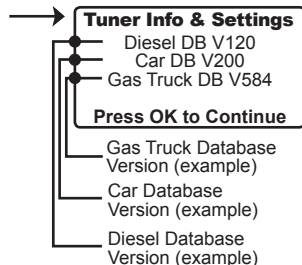 Tuner Info & Settings
Diesel DB V120
Car DB V200
Gas Truck DB V584
Press OK to Continue
Gas Truck Database
Version (example)
Car Database
Version (example)
Diesel Database
Version (example)